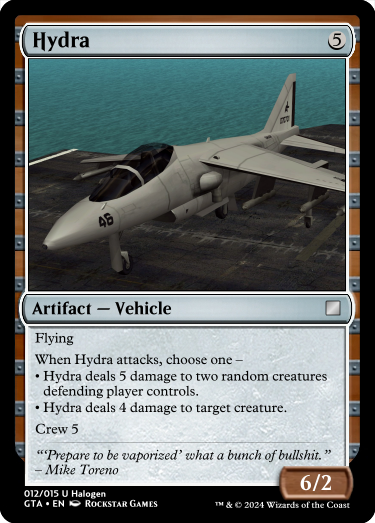 Hydra
5
46
Artifact — Vehicle
Flying
When Hydra attacks, choose one –
• Hydra deals 5 damage to two random creatures
defending player controls.
• Hydra deals 4 damage to target creature.
Crew 5
“‘Prepare to be vaporized’ what a bunch of bullshit.”
– Mike Toreno
6/2
012/015 U Halogen
GTA • EN Rockstar Games
™ & © 2024 Wizards of the Coast